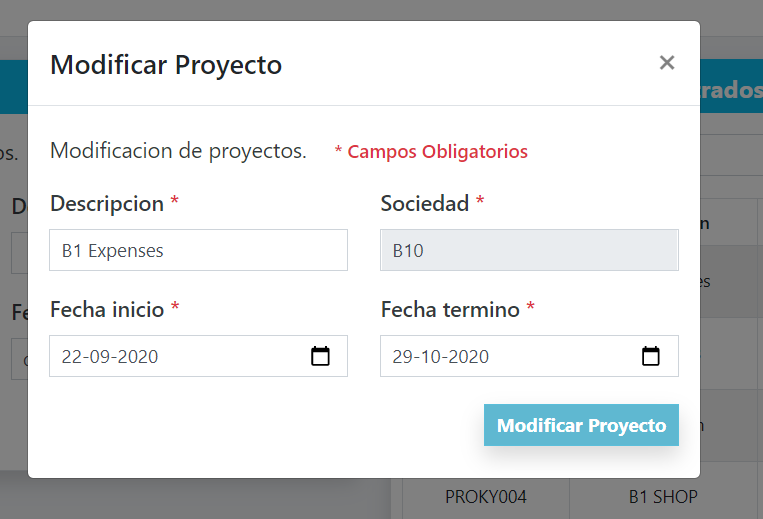 Modificar Proyecto
×
rados
os.
Modificacion de proyectos. * Campos Obligatorios
D
Descripcion * Sociedad *
n
B1 Expenses B10
es
Fe
Fecha inicio * Fecha termino *
22-09-2020 29-10-2020
Modificar Proyecto
n
PROKY004 B1 SHOP